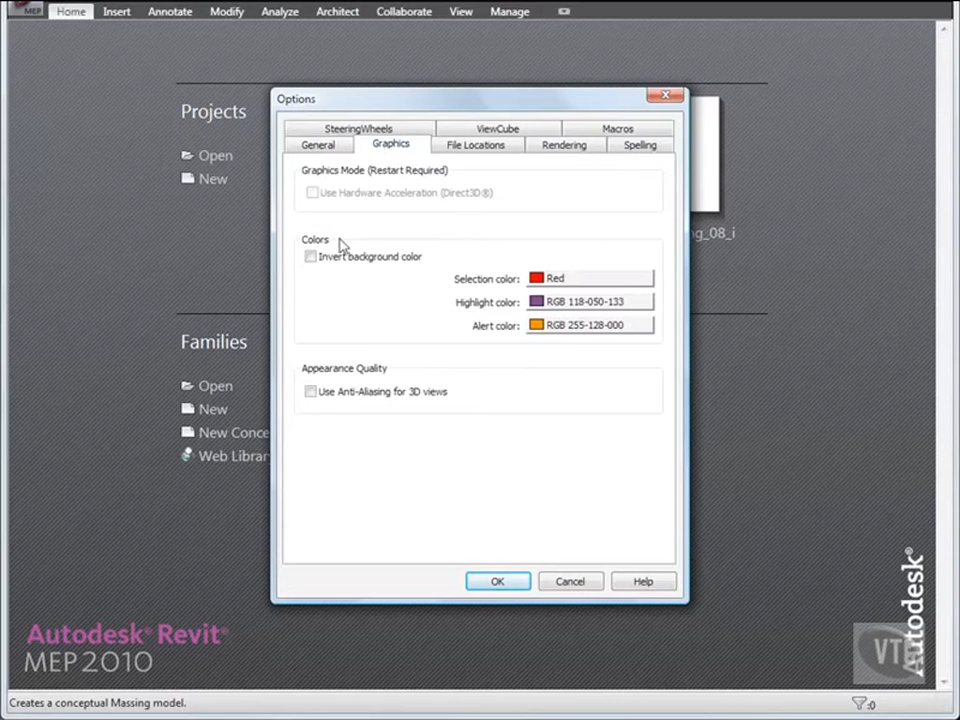 MEP
Home Insert Annotate Modify Analyze Architect Collaborate View Manage
Projects
Open
New
Families
Open
New
New Conce
Web Librar
ng_08_i
Options
SteeringWheels ViewCube Macros
General Graphics File Locations Rendering Spelling
Graphics Mode (Restart Required)
Use Hardware Acceleration (Direct3D®)
Colors
Invert background color
Selection color: Red
Highlight color: RGB 118-050-133
Alert color: RGB 255-128-000
Appearance Quality
Use Anti-Aliasing for 3D views
OK Cancel Help
Autodesk® Revit®
MEP 2010
Autodesk®
Creates a conceptual Massing model.
:0